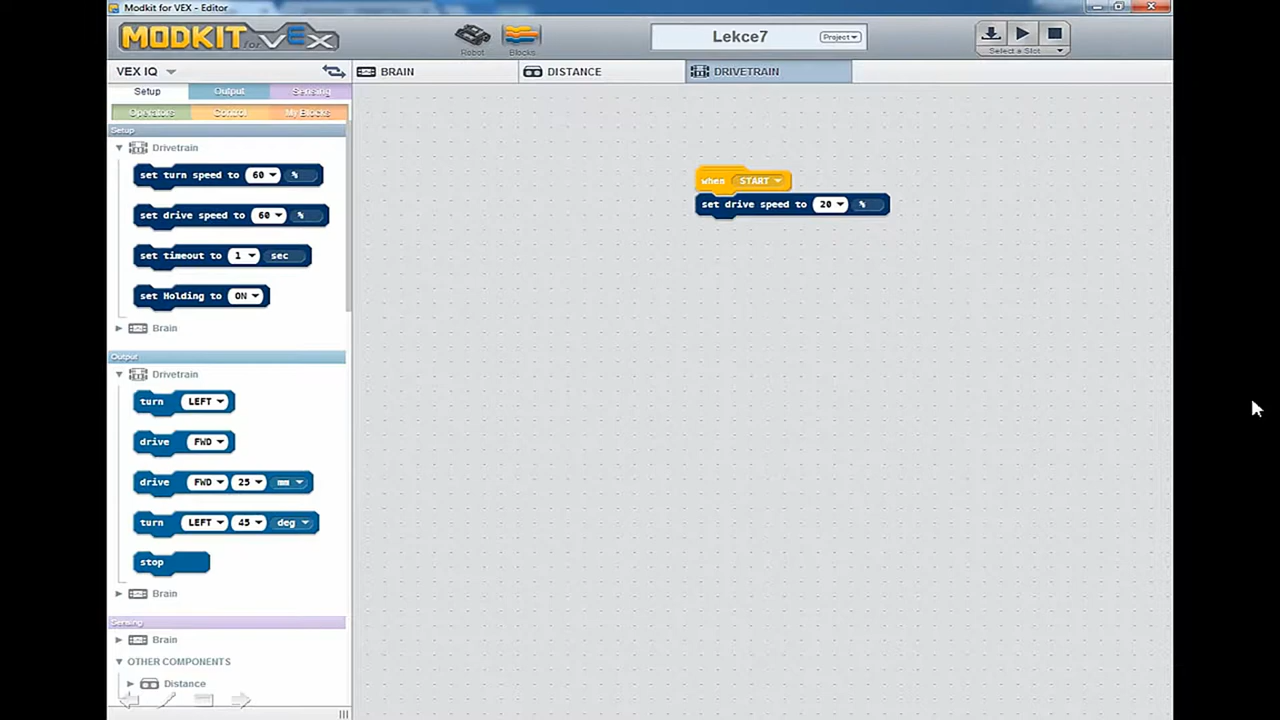 Modkit for VEX - Editor
MODKIT for VEX
Robot
Blocks
Lekce7
Project
Select a Slot
VEX IQ
BRAIN
DISTANCE
DRIVETRAIN
Setup
Output
Sensing
Operators
Control
My Blocks
Setup
Drivetrain
set turn speed to 60 %
set drive speed to 60 %
set timeout to 1 sec
set Holding to ON
Brain
Output
Drivetrain
turn LEFT
drive FWD
drive FWD 25 mm
turn LEFT 45 deg
stop
Brain
Sensing
Brain
OTHER COMPONENTS
Distance
when START
set drive speed to 20 %